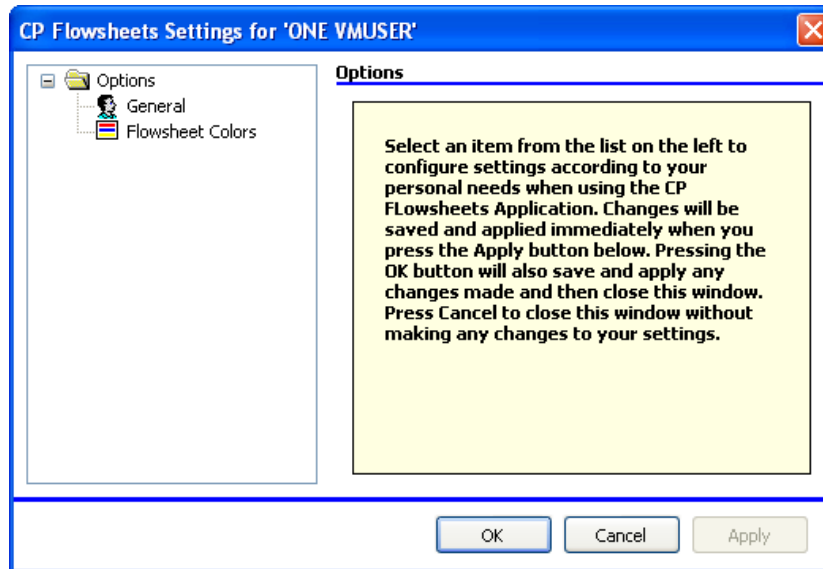 CP Flowsheets Settings for 'ONE VMUSER'
Options
General
Flowsheet Colors
Options
Select an item from the list on the left to
configure settings according to your
personal needs when using the CP
FLowsheets Application. Changes will be
saved and applied immediately when you
press the Apply button below. Pressing the
OK button will also save and apply any
changes made and then close this window.
Press Cancel to close this window without
making any changes to your settings.
OK
Cancel
Apply